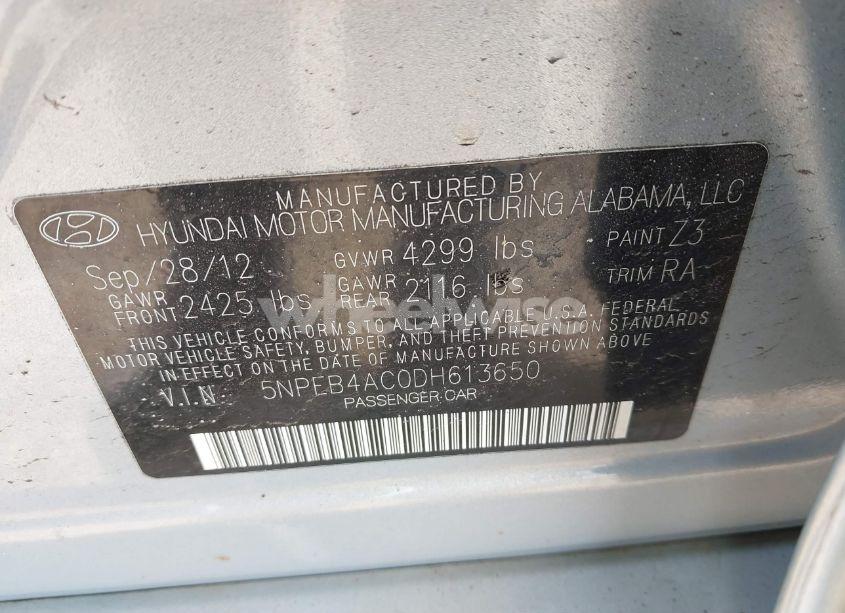 MANUFACTURED BY
HYUNDAI MOTOR MANUFACTURING ALABAMA, LLC
Sep/28/12 GVWR 4299 lbs PAINT Z3
GAWR FRONT 2425 lbs GAWR REAR 2116 lbs TRIM RA
wheelwise
THIS VEHICLE CONFORMS TO ALL APPLICABLE U.S.A. FEDERAL
MOTOR VEHICLE SAFETY, BUMPER, AND THEFT PREVENTION STANDARDS
IN EFFECT ON THE DATE OF MANUFACTURE SHOWN ABOVE
V.I.N 5NPEB4AC0DH613650
PASSENGER CAR